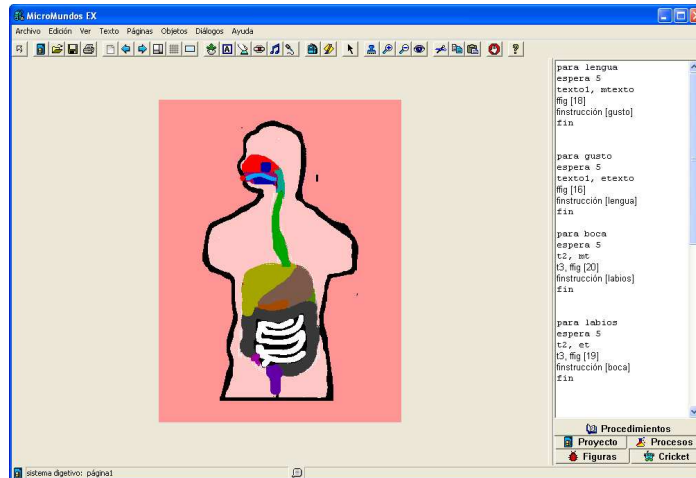 MicroMundos EX
Archivo Edición Ver Texto Páginas Objetos Diálogos Ayuda
para lengua
espera 5
texto1, mtexto
ffig [18]
finstrucción [gusto]
fin
para gusto
espera 5
texto1, etexto
ffig [16]
finstrucción [lengua]
fin
para boca
espera 5
t2, mt
t3, ffig [20]
finstrucción [labios]
fin
para labios
espera 5
t2, et
t3, ffig [19]
finstrucción [boca]
fin
Procedimientos
Proyecto Procesos
Figuras Cricket
sistema digetivo: página1